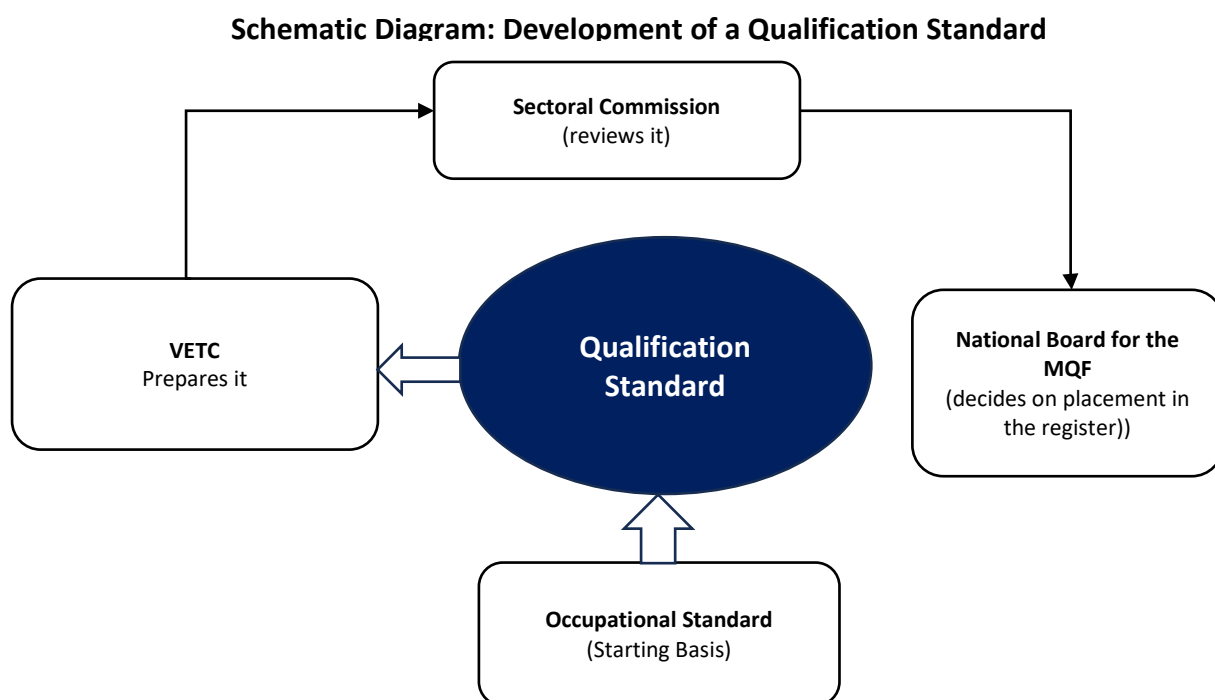 Schematic Diagram: Development of a Qualification Standard
Sectoral Commission
(reviews it)
VETC
Prepares it
Qualification
Standard
National Board for the
MQF
(decides on placement in
the register))
Occupational Standard
(Starting Basis)